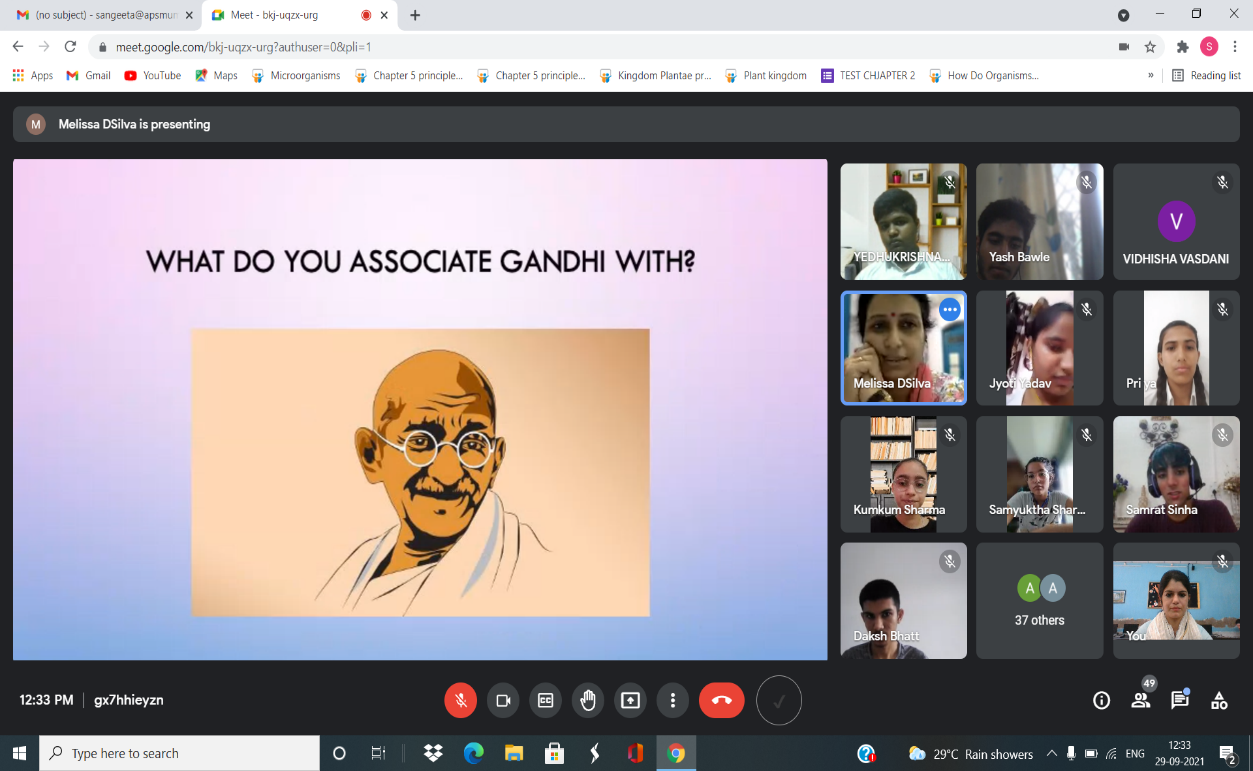 (no subject) - sangeeta@apsmun
Meet - bkj-uqzx-urg
meet.google.com/bkj-uqzx-urg?authuser=0&pli=1
S
Apps
Gmail
YouTube
Maps
Microorganisms
Chapter 5 principle...
Chapter 5 principle...
Kingdom Plantae pr...
Plant kingdom
TEST CHJAPTER 2
How Do Organisms...
»
Reading list
M
Melissa DSilva is presenting
WHAT DO YOU ASSOCIATE GANDHI WITH?
YEDHUKRISHNA...
Yash Bawle
V
VIDHISHA VASDANI
Melissa DSilva
Jyoti Yadav
Pri ya
Kumkum Sharma
Samyuktha Shar...
Samrat Sinha
Daksh Bhatt
A A
37 others
You
12:33 PM | gx7hhieyzn
CC
49
Type here to search
29°C Rain showers
ENG
12:33
29-09-2021
2